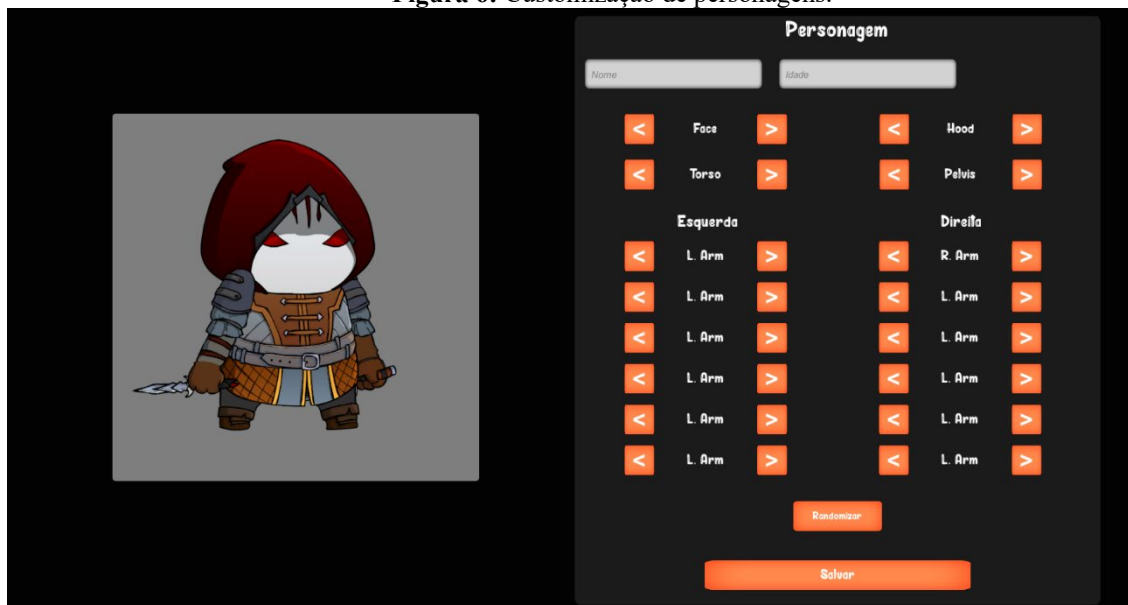 Figura 6: Customização de personagens.
Personagem
Nome Idade
< Face > < Hood >
< Torso > < Pelvis >
Esquerda Direita
< L. Arm > < R. Arm >
< L. Arm > < L. Arm >
< L. Arm > < L. Arm >
< L. Arm > < L. Arm >
< L. Arm > < L. Arm >
< L. Arm > < L. Arm >
Randomizar
Salvar